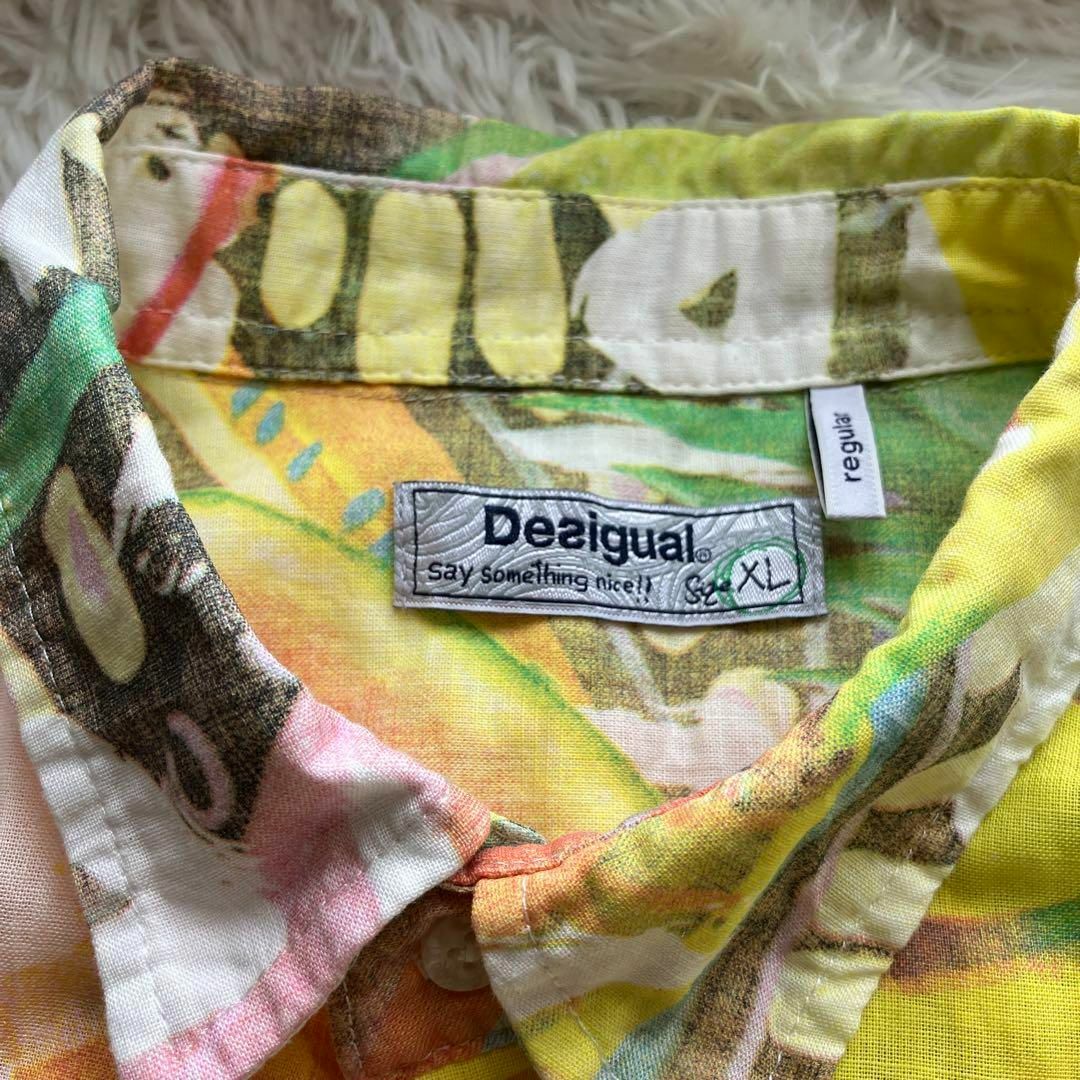 Desigual®
say something nice!! Size XL
regular